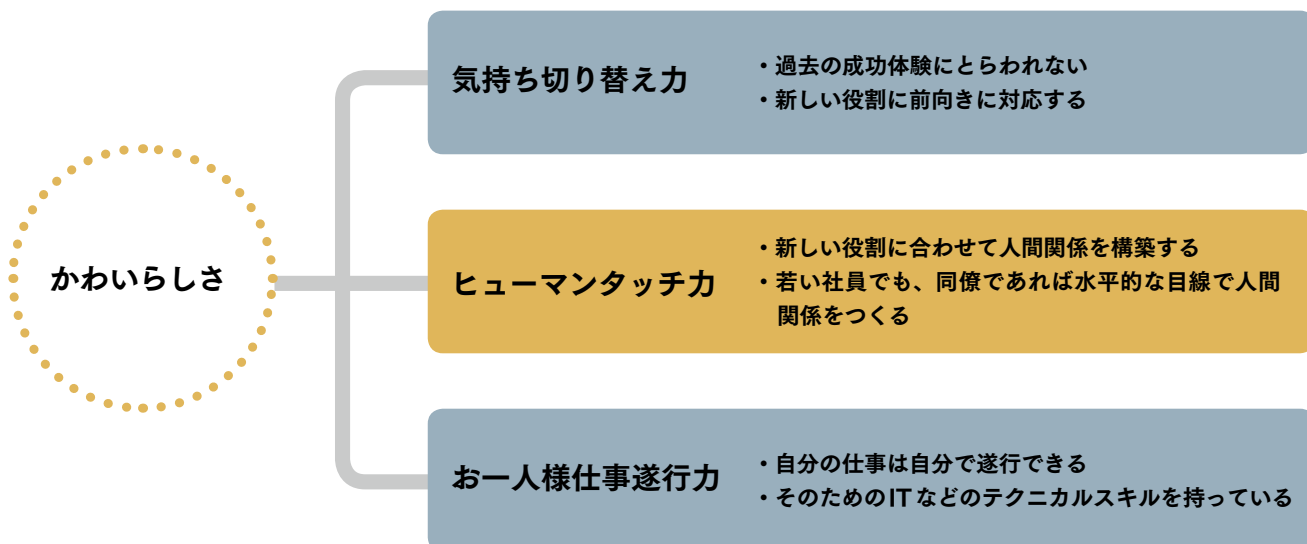 気持ち切り替え力
・過去の成功体験にとらわれない
・新しい役割に前向きに対応する
かわいらしさ
ヒューマンタッチ力
・新しい役割に合わせて人間関係を構築する
・若い社員でも、同僚であれば水平的な目線で人間
関係をつくる
お一人様仕事遂行力
・自分の仕事は自分で遂行できる
・そのためのITなどのテクニカルスキルを持っている